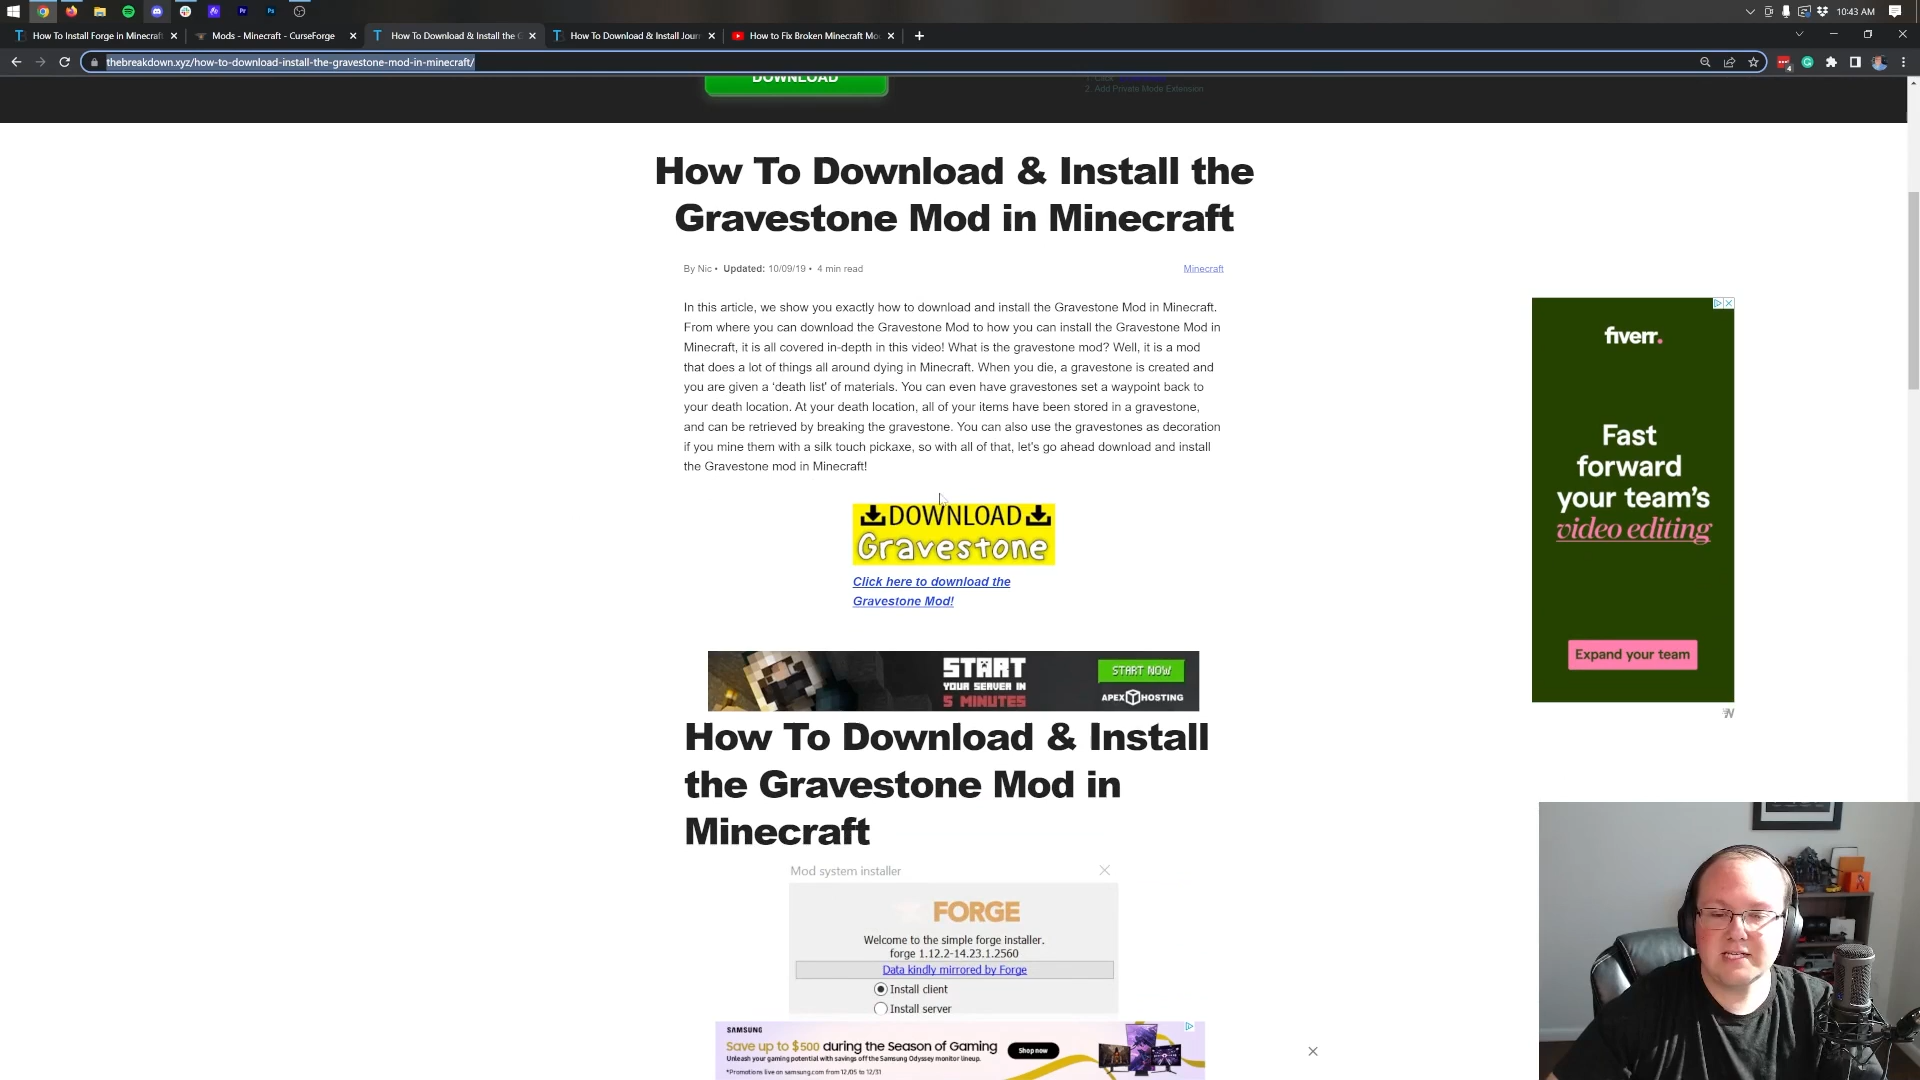 10:43 AM
How To Install Forge in Minecraft
Mods - Minecraft - CurseForge
How To Download & Install the G
How To Download & Install Journ
How to Fix Broken Minecraft Mo
thebreakdown.xyz/how-to-download-install-the-gravestone-mod-in-minecraft/
DOWNLOAD
1. Click
2. Add Private Mode Extension
How To Download & Install the
Gravestone Mod in Minecraft
By Nic • Updated: 10/09/19 • 4 min read
Minecraft
In this article, we show you exactly how to download and install the Gravestone Mod in Minecraft.
From where you can download the Gravestone Mod to how you can install the Gravestone Mod in
Minecraft, it is all covered in-depth in this video! What is the gravestone mod? Well, it is a mod
that does a lot of things all around dying in Minecraft. When you die, a gravestone is created and
you are given a ‘death list’ of materials. You can even have gravestones set a waypoint back to
your death location. At your death location, all of your items have been stored in a gravestone,
and can be retrieved by breaking the gravestone. You can also use the gravestones as decoration
if you mine them with a silk touch pickaxe, so with all of that, let's go ahead download and install
the Gravestone mod in Minecraft!
DOWNLOAD
Gravestone
Click here to download the
Gravestone Mod!
START
YOUR SERVER IN
5 MINUTES
START NOW
APEX HOSTING
How To Download & Install
the Gravestone Mod in
Minecraft
Mod system installer
FORGE
Welcome to the simple forge installer.
forge 1.12.2-14.23.1.2560
Data kindly mirrored by Forge
Install client
Install server
SAMSUNG
Save up to $500 during the Season of Gaming
Unleash your gaming potential with savings off the Samsung Odyssey monitor lineup.
*Promotions live on samsung.com from 12/05 to 12/31
Shop now
fiverr.
Fast
forward
your team's
video editing
Expand your team